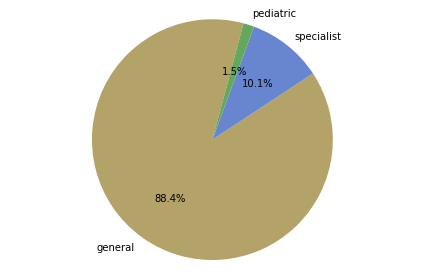 pediatric
specialist
1.5%
10.1%
88.4%
general